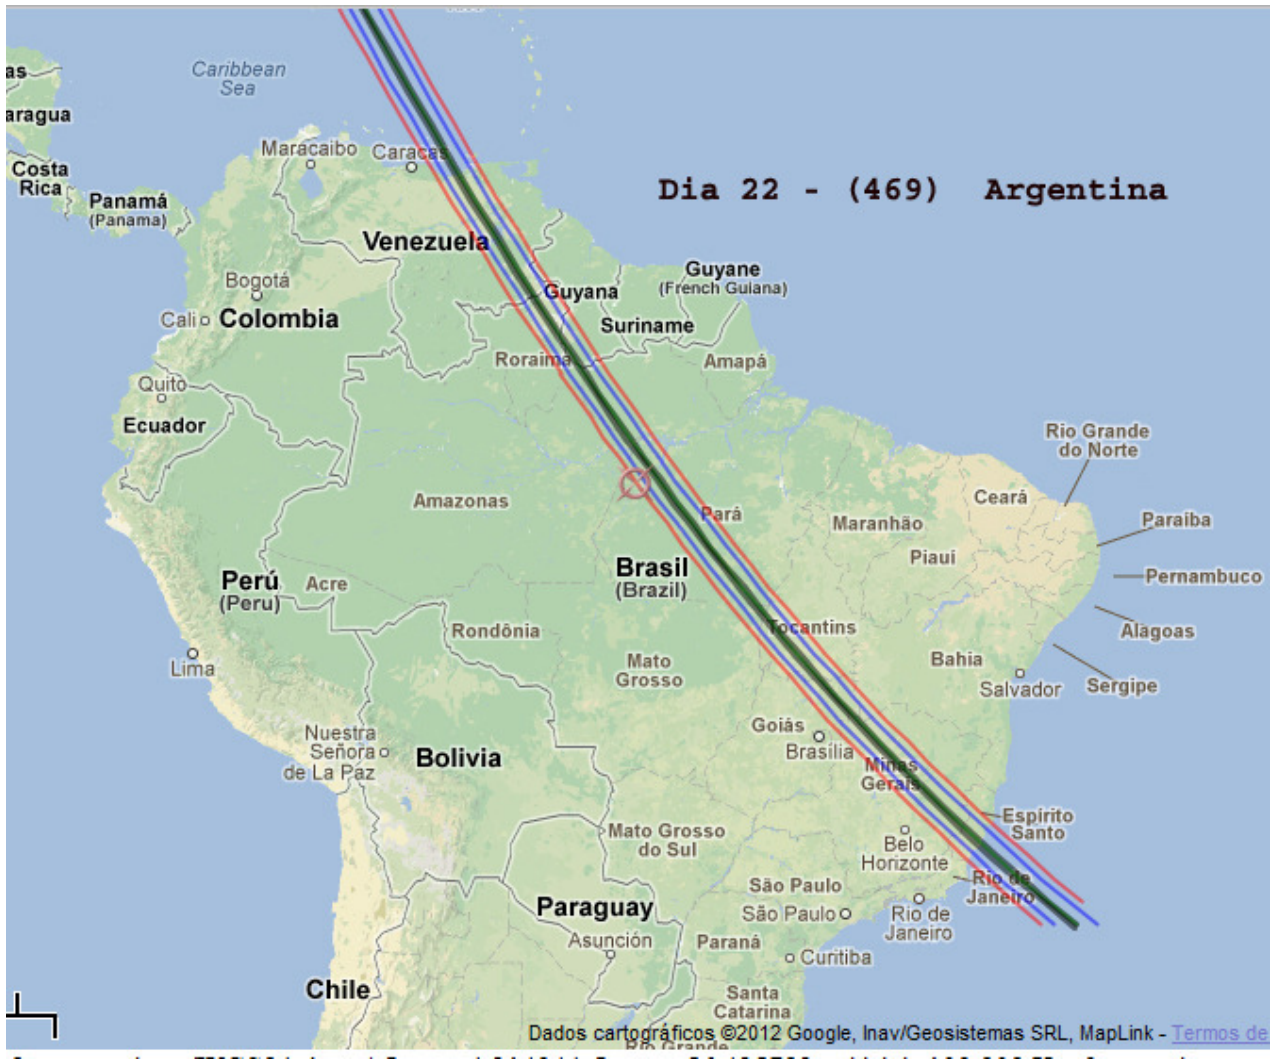 Caribbean
Sea
as
aragua
Costa
Rica
Panamá
(Panama)
Maracaibo
Caracas
Dia 22 - (469) Argentina
Venezuela
Guyana
Guyane
(French Guiana)
Suriname
Bogotá
Cali
Colombia
Roraima
Amapá
Quito
Ecuador
Rio Grande
do Norte
Amazonas
Pará
Ceará
Maranhão
Paraíba
Piauí
Perú
(Peru)
Acre
Brasil
(Brazil)
Pernambuco
Rondônia
Tocantins
Alagoas
Lima
Mato
Grosso
Bahia
Salvador
Sergipe
Nuestra
Señora
de La Paz
Bolivia
Goiás
Brasília
Minas
Gerais
Espírito
Santo
Mato Grosso
do Sul
Belo
Horizonte
Rio de
Janeiro
São Paulo
São Paulo
Rio de
Janeiro
Paraguay
Asunción
Paraná
Curitiba
Chile
Santa
Catarina
Dados cartográficos ©2012 Google, Inav/Geosistemas SRL, MapLink - Termos de
Rio Grande